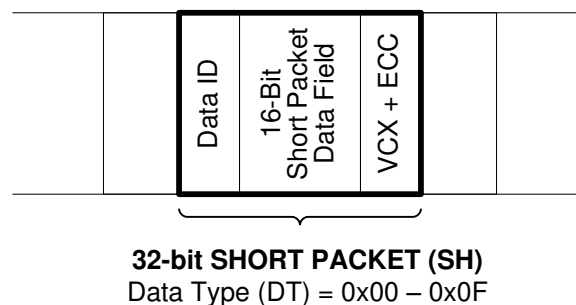 Data ID
16-Bit
Short Packet
Data Field
VCX + ECC
32-bit SHORT PACKET (SH)
Data Type (DT) = 0x00 – 0x0F